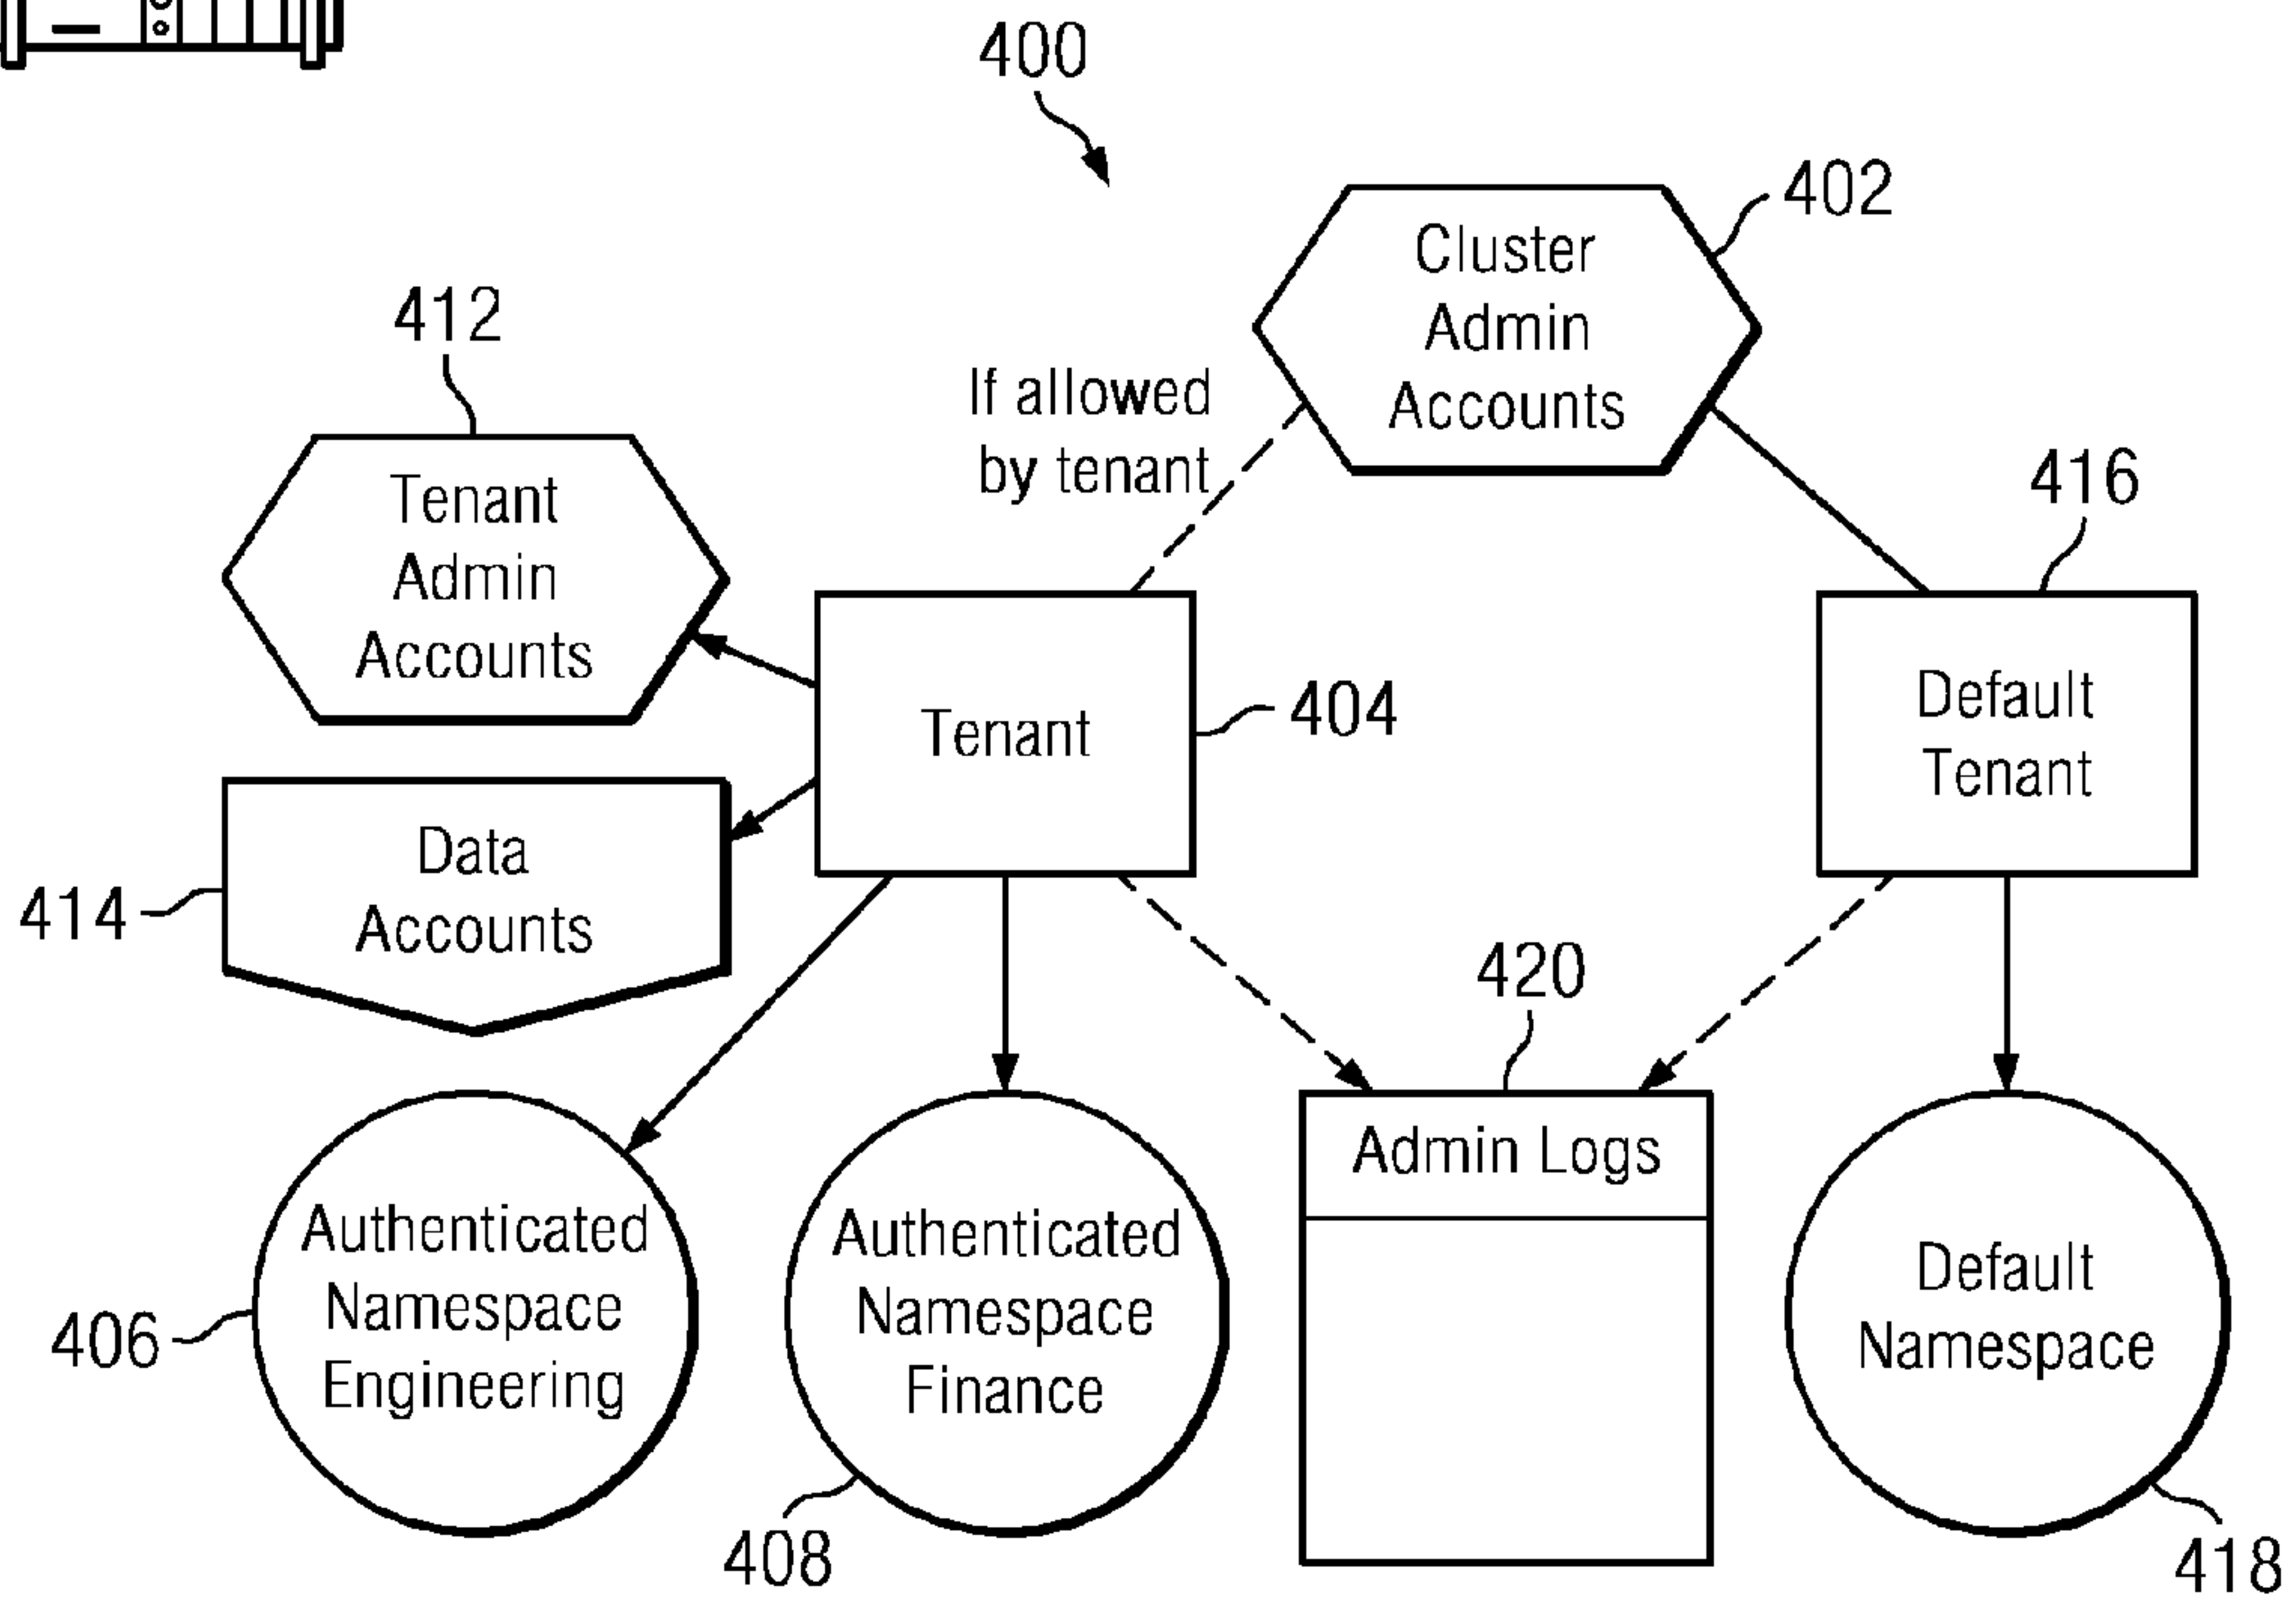 400
402
Cluster
Admin
Accounts
412
If allowed
by tenant
416
Tenant
Admin
Accounts
Tenant
404
Default
Tenant
Data
Accounts
414
420
Admin Logs
Authenticated
Namespace
Engineering
406
Authenticated
Namespace
Finance
408
Default
Namespace
418